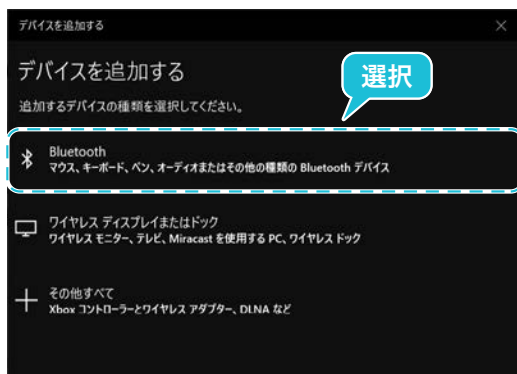 デバイスを追加する
デバイスを追加する
選択
追加するデバイスの種類を選択してください。
Bluetooth
マウス、キーボード、ペン、オーディオまたはその他の種類の Bluetooth デバイス
ワイヤレス ディスプレイまたはドック
ワイヤレス モニター、テレビ、Miracast を使用する PC、ワイヤレス ドック
その他すべて
Xbox コントローラーとワイヤレス アダプター、DLNA など